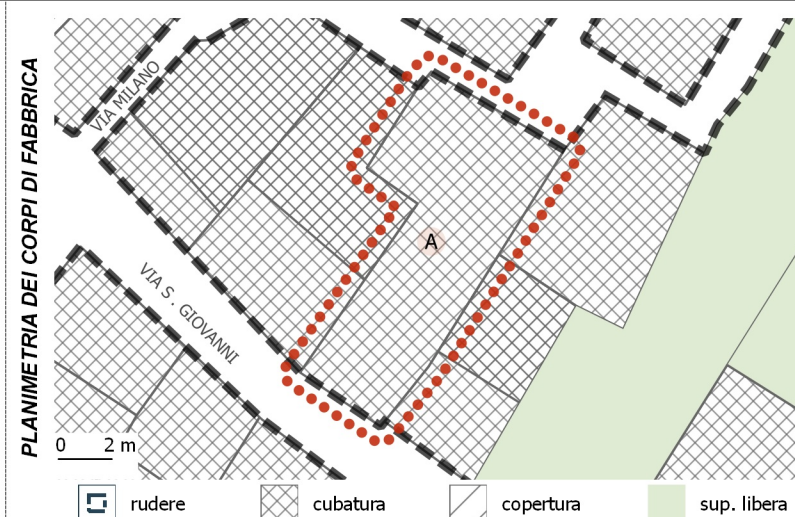 PLANIMETRIA DEI CORPI DI FABBRICA
VIA MILANO
A
VIA S. GIOVANNI
0 2 m
rudere cubatura copertura sup. libera